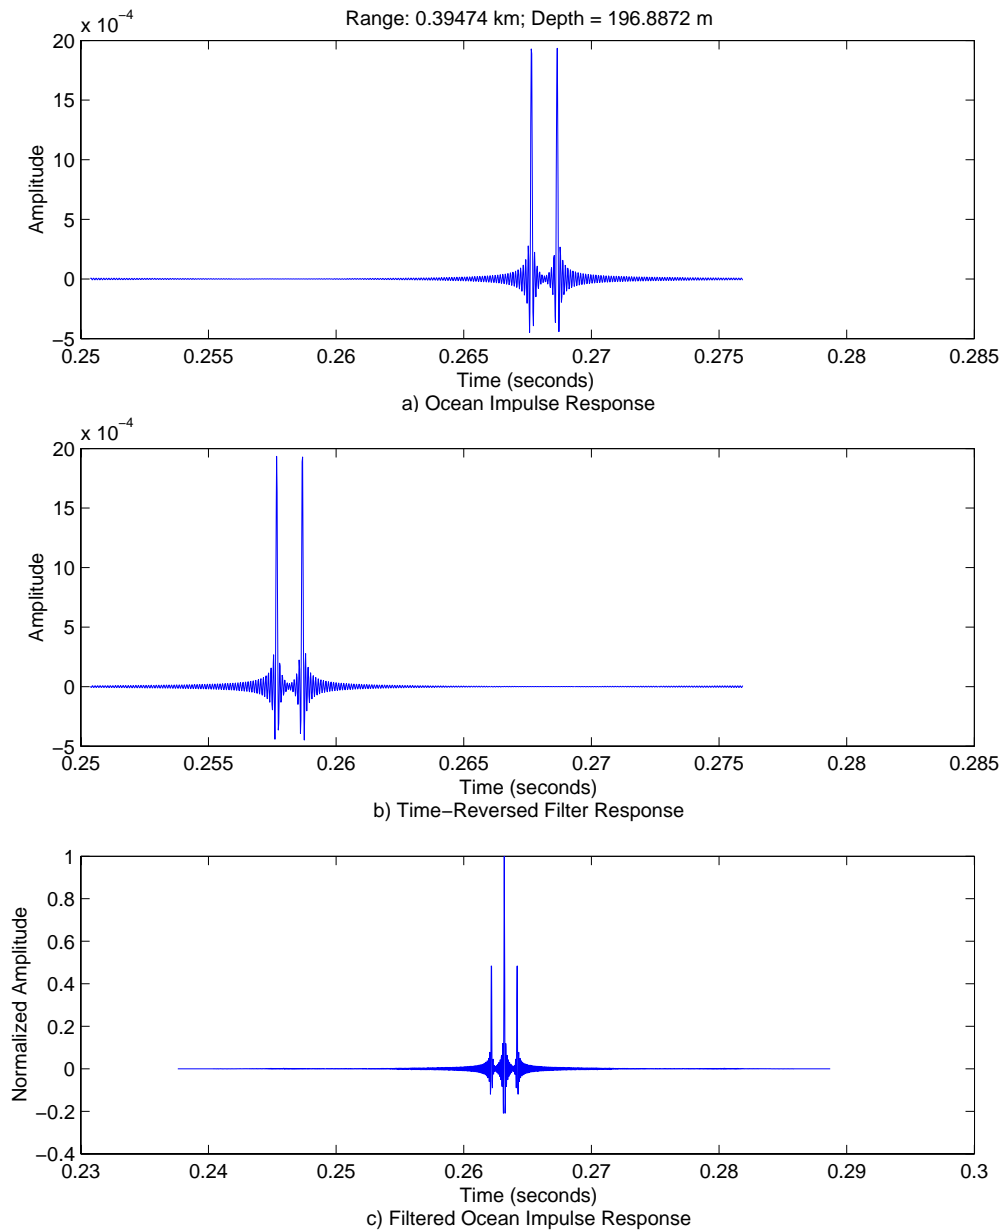 Range: 0.39474 km; Depth = 196.8872 m
x 10−4
20
15
10
5
0
−5
Amplitude
0.25 0.255 0.26 0.265 0.27 0.275 0.28 0.285
Time (seconds)
a) Ocean Impulse Response
x 10−4
20
15
10
5
0
−5
Amplitude
0.25 0.255 0.26 0.265 0.27 0.275 0.28 0.285
Time (seconds)
b) Time−Reversed Filter Response
1
0.8
0.6
0.4
0.2
0
−0.2
−0.4
Normalized Amplitude
0.23 0.24 0.25 0.26 0.27 0.28 0.29 0.3
Time (seconds)
c) Filtered Ocean Impulse Response